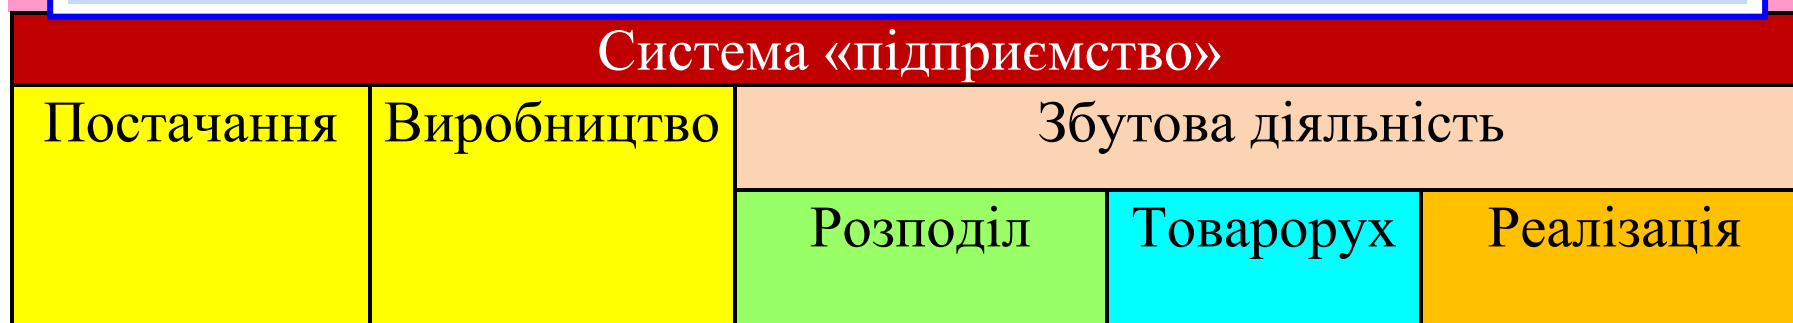 Система «підприємство»
Постачання Виробництво Збутова діяльність
Розподіл Товарорух Реалізація